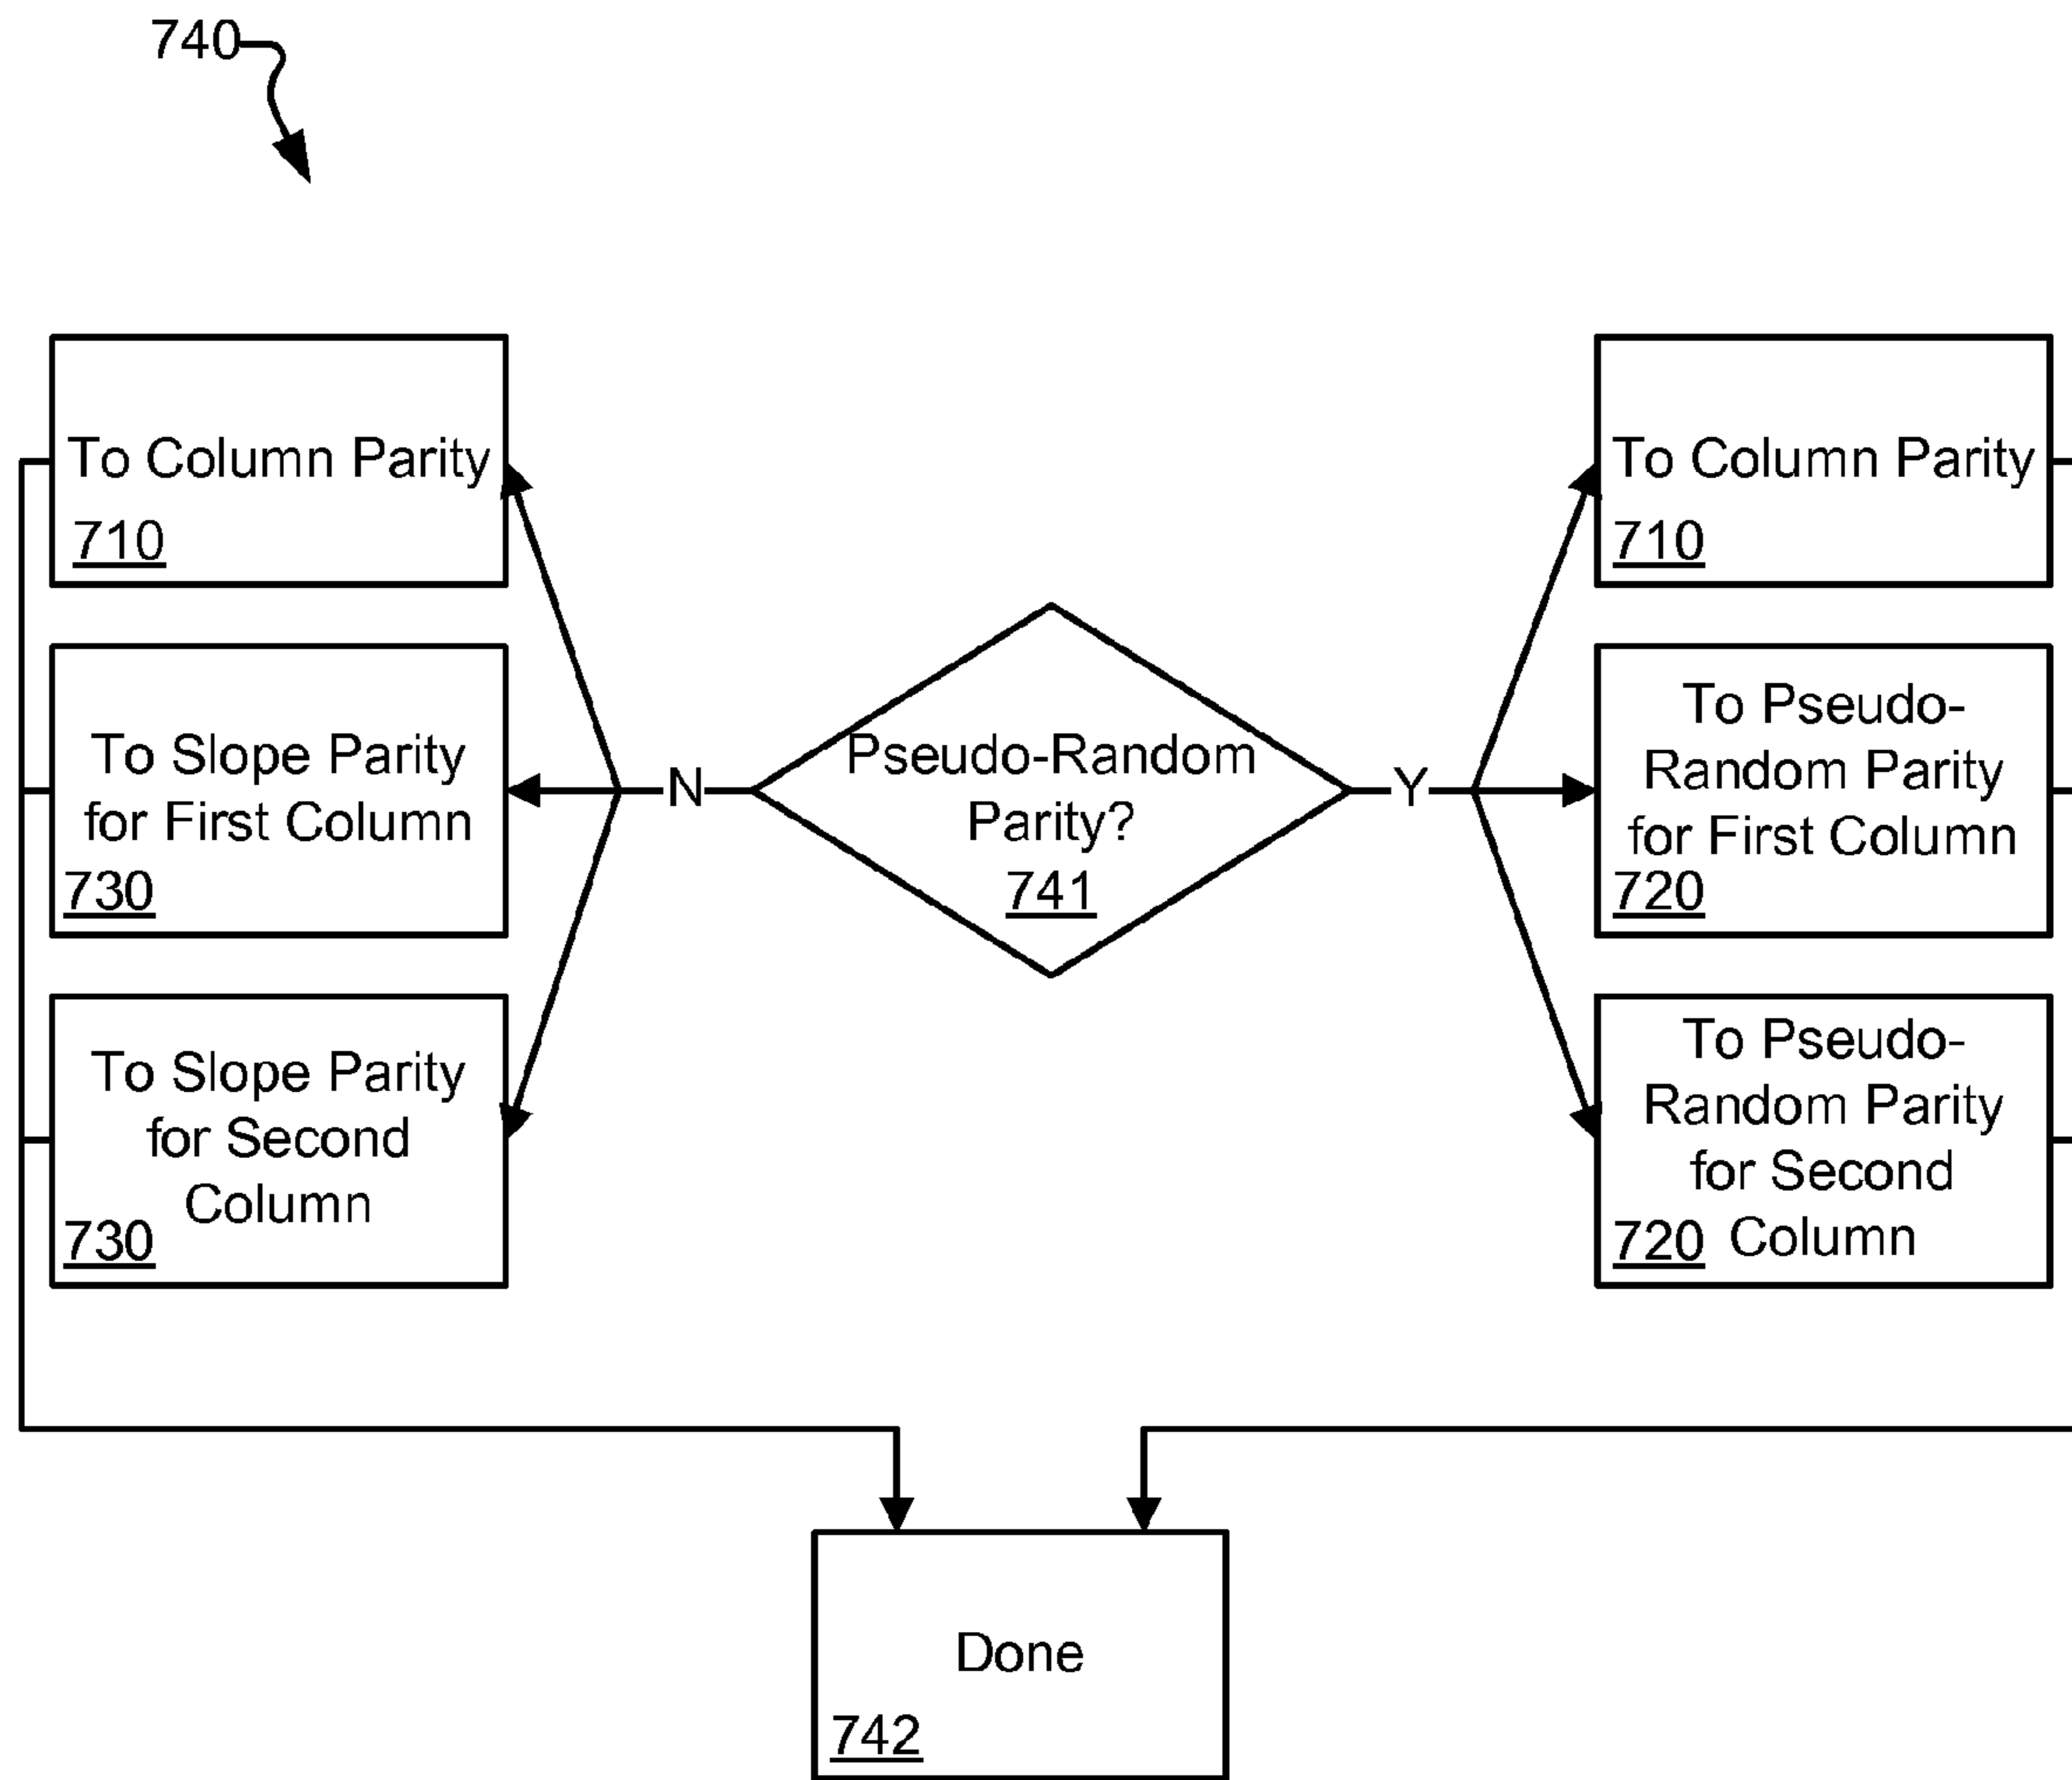 740
To Column Parity
710
To Slope Parity
for First Column
730
To Slope Parity
for Second
Column
730
N
Pseudo-Random
Parity?
741
Y
To Column Parity
710
To Pseudo-
Random Parity
for First Column
720
To Pseudo-
Random Parity
for Second
720 Column
Done
742